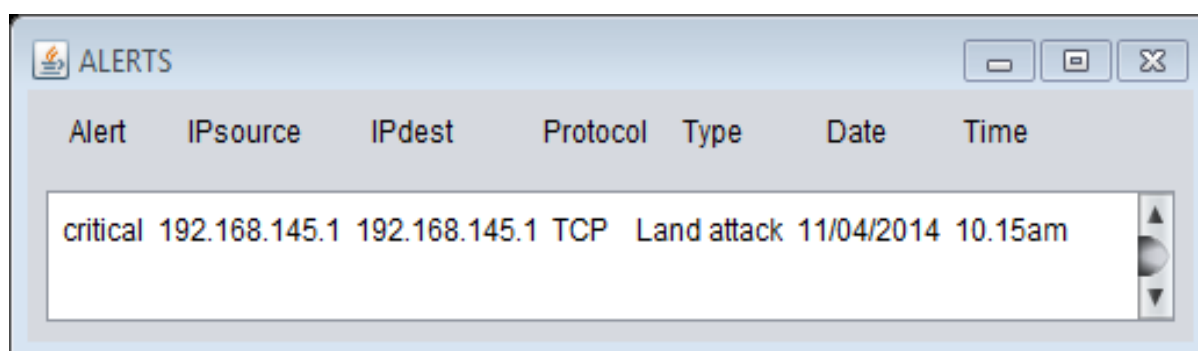 ALERTS
Alert IPsource IPdest Protocol Type Date Time
critical 192.168.145.1 192.168.145.1 TCP Land attack 11/04/2014 10.15am